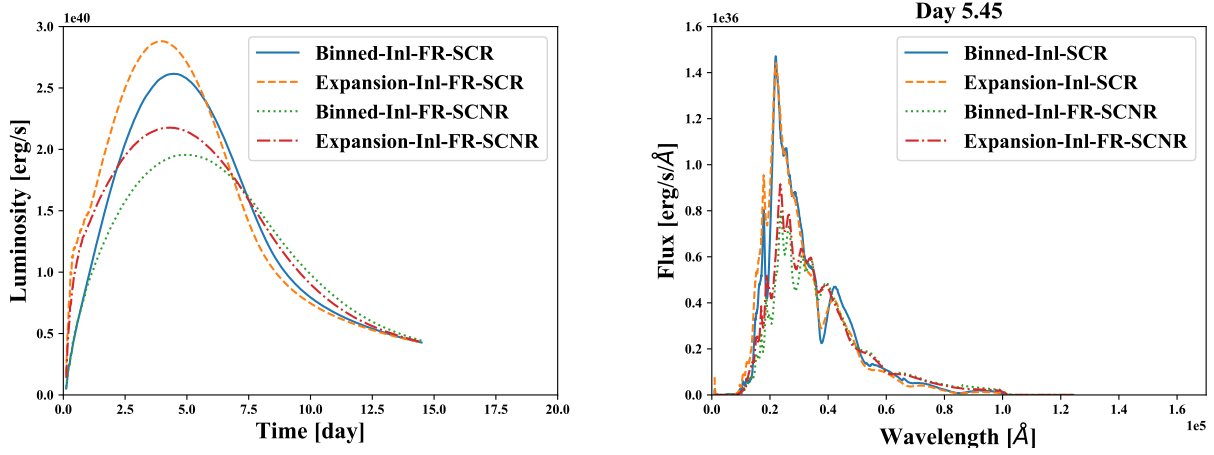 1e40
3.0
2.5
2.0
1.5
1.0
0.5
0.0
0.0 2.5 5.0 7.5 10.0 12.5 15.0 17.5 20.0
Luminosity [erg/s]
Time [day]
Binned-Inl-FR-SCR
Expansion-Inl-FR-SCR
Binned-Inl-FR-SCNR
Expansion-Inl-FR-SCNR
Day 5.45
1e36
1.6
1.4
1.2
1.0
0.8
0.6
0.4
0.2
0.0
0.0 0.2 0.4 0.6 0.8 1.0 1.2 1.4 1.6
1e5
Flux [erg/s/Å]
Wavelength [Å]
Binned-Inl-SCR
Expansion-Inl-SCR
Binned-Inl-FR-SCNR
Expansion-Inl-FR-SCNR